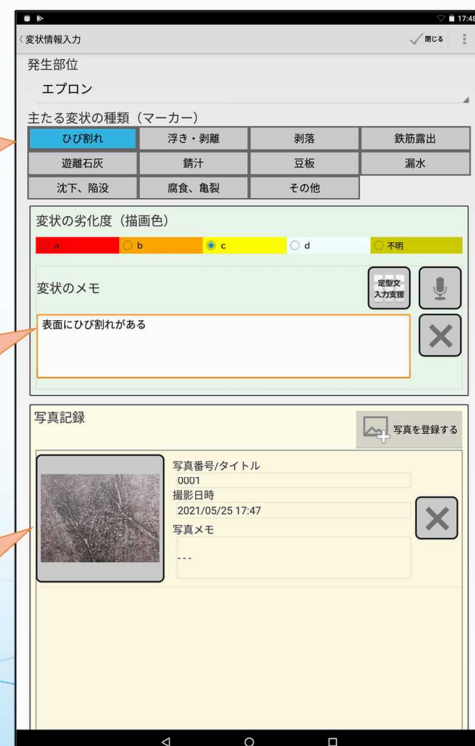 17:48
変状情報入力
閉じる
発生部位
エプロン
主たる変状の種類（マーカー）
ひび割れ 浮き・剥離 剥落 鉄筋露出
遊離石灰 錆汁 豆板 漏水
沈下、陥没 腐食、亀裂 その他
変状の劣化度（描画色）
a b c d 不明
変状のメモ
定型文
入力支援
表面にひび割れがある
写真記録
写真を登録する
写真番号/タイトル
0001
撮影日時
2021/05/25 17:47
写真メモ
---